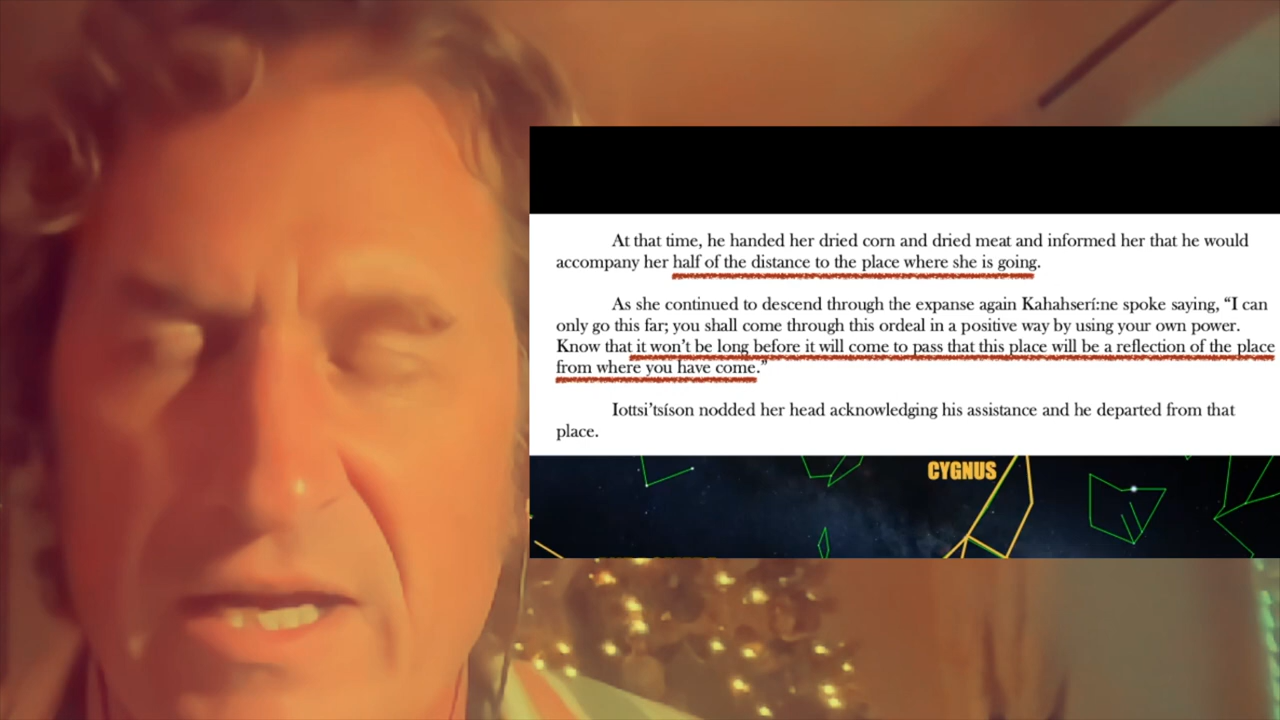 At that time, he handed her dried corn and dried meat and informed her that he would
accompany her half of the distance to the place where she is going.
As she continued to descend through the expanse again Kahahserí:ne spoke saying, “I can
only go this far; you shall come through this ordeal in a positive way by using your own power.
Know that it won’t be long before it will come to pass that this place will be a reflection of the place
from where you have come.”
Iottsi’tsíson nodded her head acknowledging his assistance and he departed from that
place.
CYGNUS